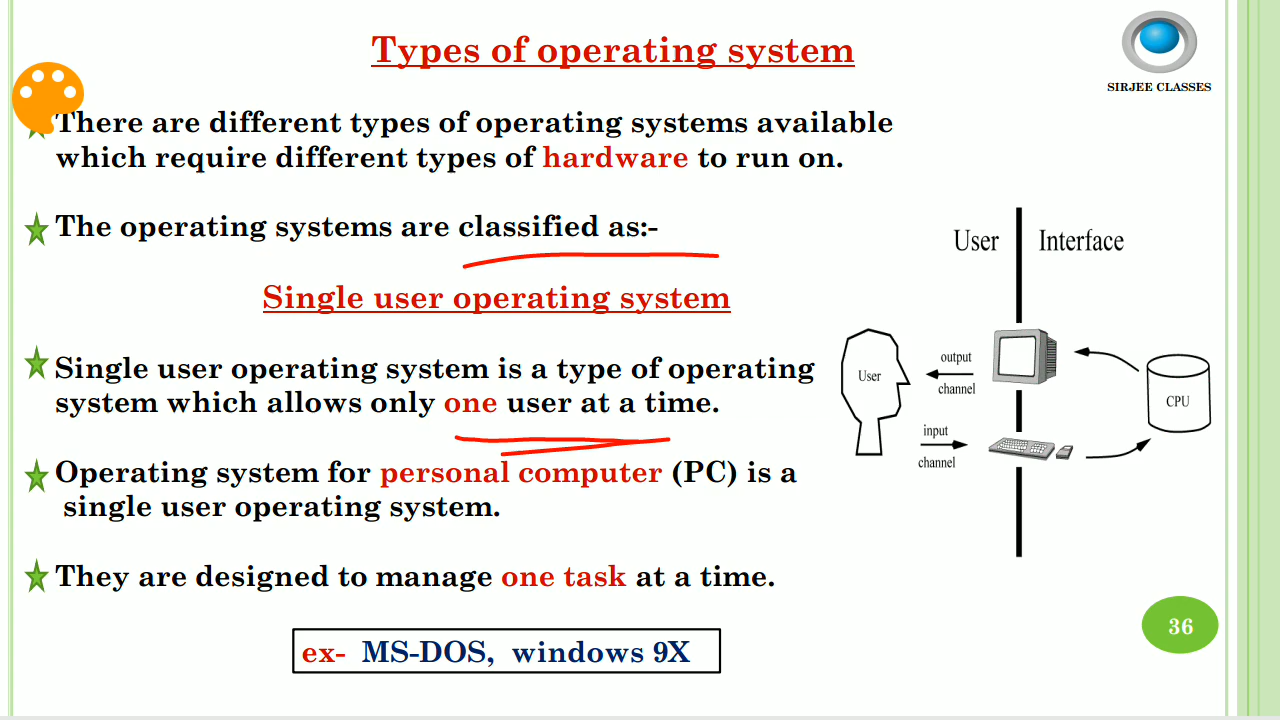 Types of operating system
SIRJEE CLASSES
There are different types of operating systems available
which require different types of hardware to run on.
The operating systems are classified as:-
Single user operating system
Single user operating system is a type of operating
system which allows only one user at a time.
Operating system for personal computer (PC) is a
single user operating system.
They are designed to manage one task at a time.
ex- MS-DOS, windows 9X
User Interface
User
output
channel
input
channel
CPU
36